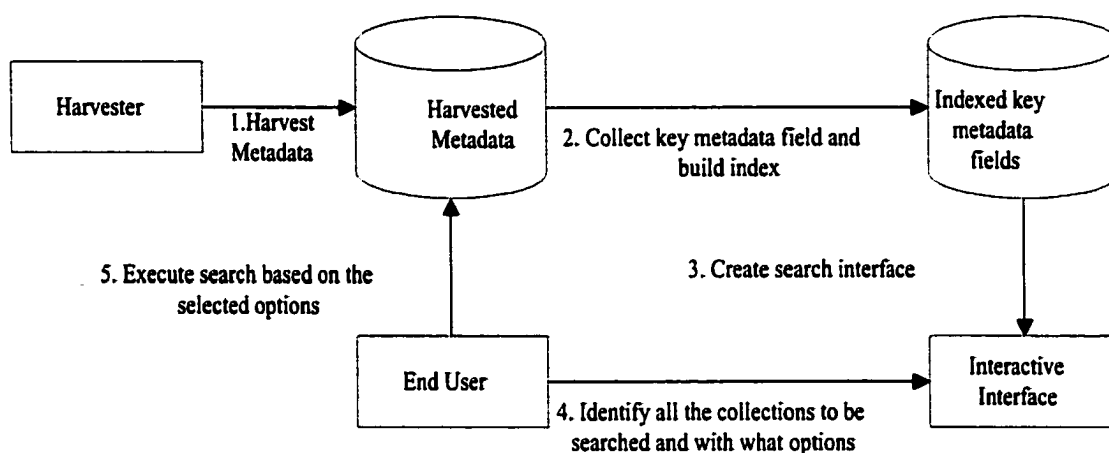 Harvester
1.Harvest
Metadata
Harvested
Metadata
2. Collect key metadata field and
build index
Indexed key
metadata
fields
5. Execute search based on the
selected options
3. Create search interface
End User
4. Identify all the collections to be
searched and with what options
Interactive
Interface